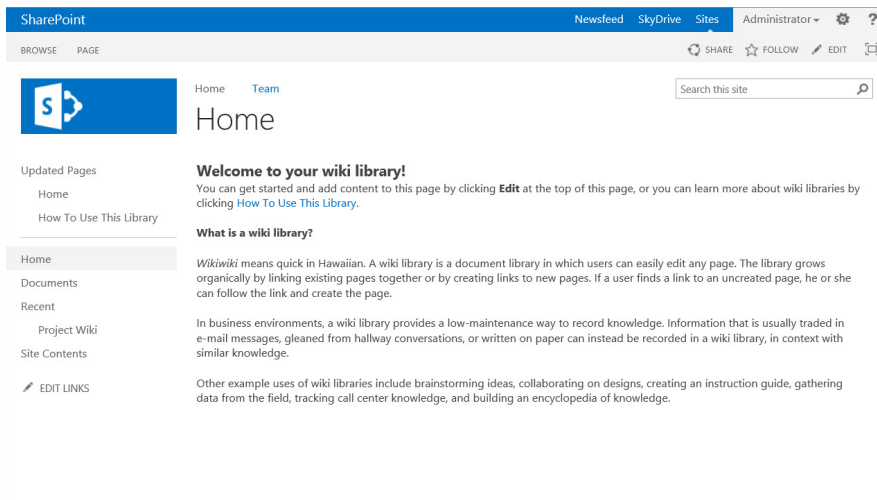 SharePoint
Newsfeed SkyDrive Sites Administrator ?
BROWSE PAGE
SHARE FOLLOW EDIT
S
Home Team
Search this site
Home
Updated Pages
Home
How To Use This Library
Home
Documents
Recent
Project Wiki
Site Contents
EDIT LINKS
Welcome to your wiki library!
You can get started and add content to this page by clicking Edit at the top of this page, or you can learn more about wiki libraries by
clicking How To Use This Library.
What is a wiki library?
Wikiwiki means quick in Hawaiian. A wiki library is a document library in which users can easily edit any page. The library grows
organically by linking existing pages together or by creating links to new pages. If a user finds a link to an uncreated page, he or she
can follow the link and create the page.
In business environments, a wiki library provides a low-maintenance way to record knowledge. Information that is usually traded in
e-mail messages, gleaned from hallway conversations, or written on paper can instead be recorded in a wiki library, in context with
similar knowledge.
Other example uses of wiki libraries include brainstorming ideas, collaborating on designs, creating an instruction guide, gathering
data from the field, tracking call center knowledge, and building an encyclopedia of knowledge.